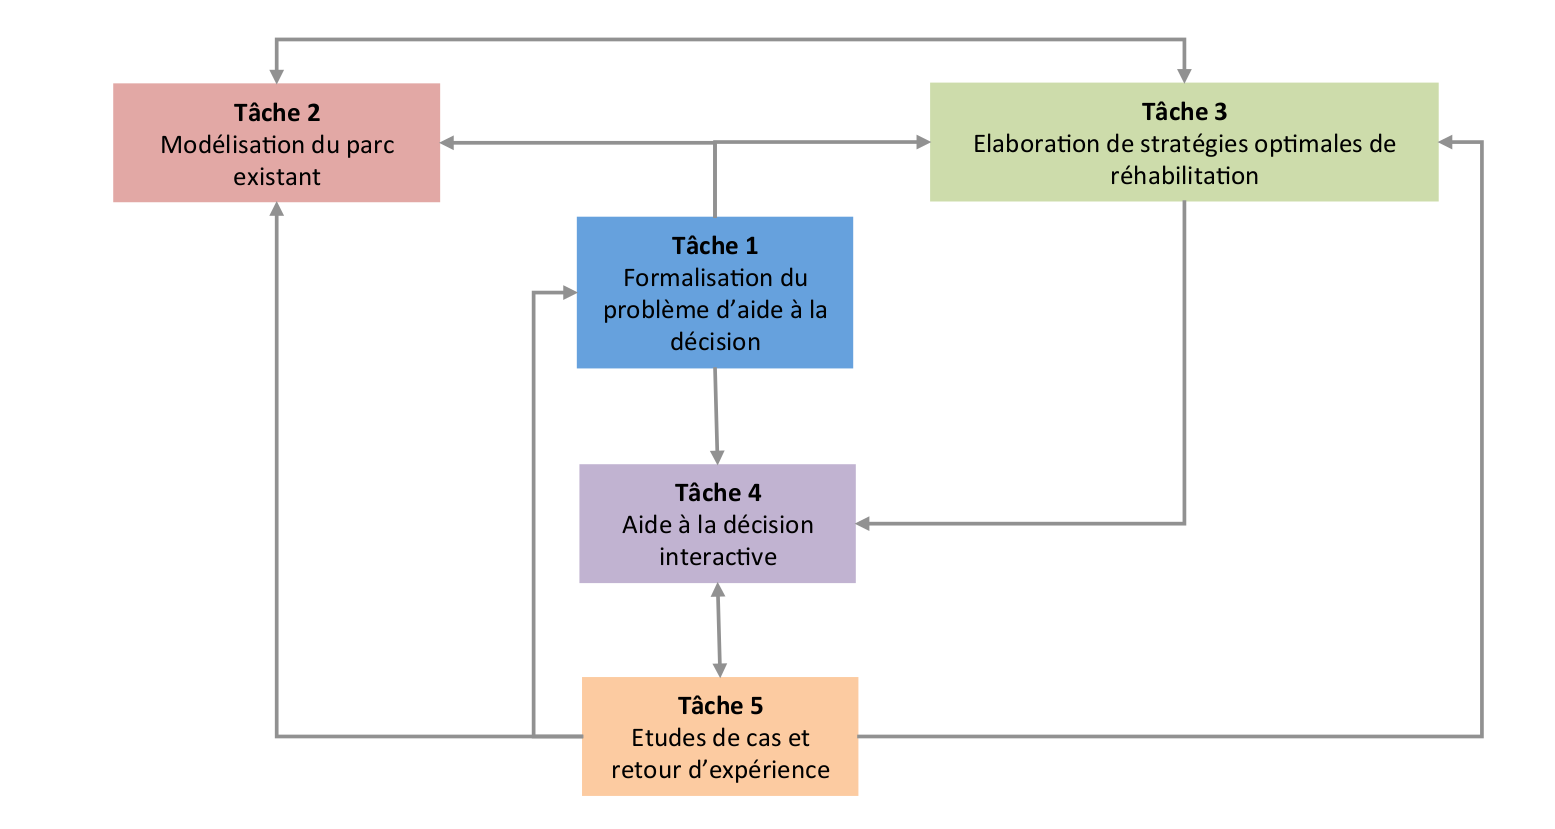 Tâche 2
Modélisation du parc
existant
Tâche 3
Elaboration de stratégies optimales de
réhabilitation
Tâche 1
Formalisation du
problème d’aide à la
décision
Tâche 4
Aide à la décision
interactive
Tâche 5
Etudes de cas et
retour d’expérience